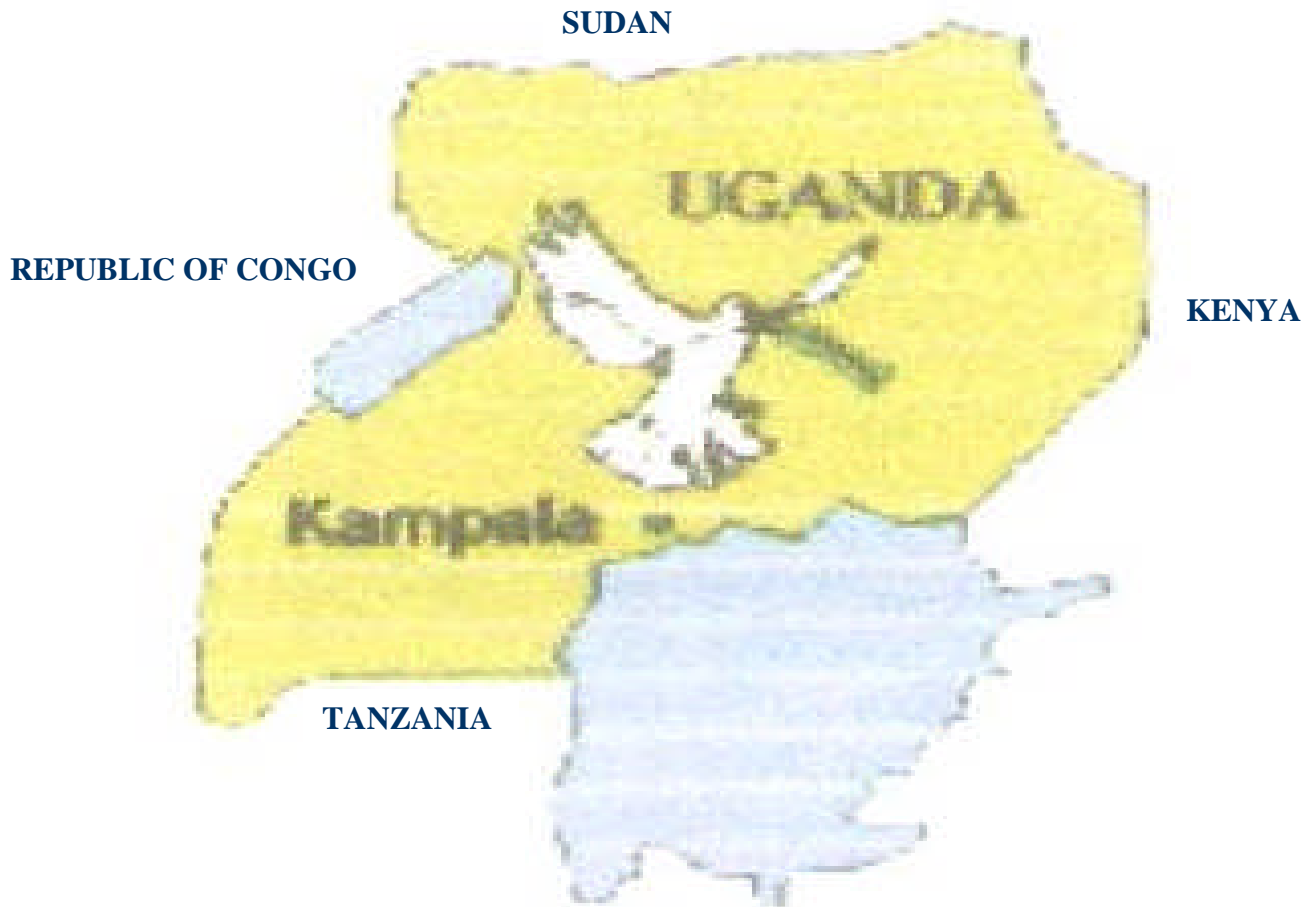 SUDAN
UGANDA
REPUBLIC OF CONGO
KENYA
Kampala
TANZANIA